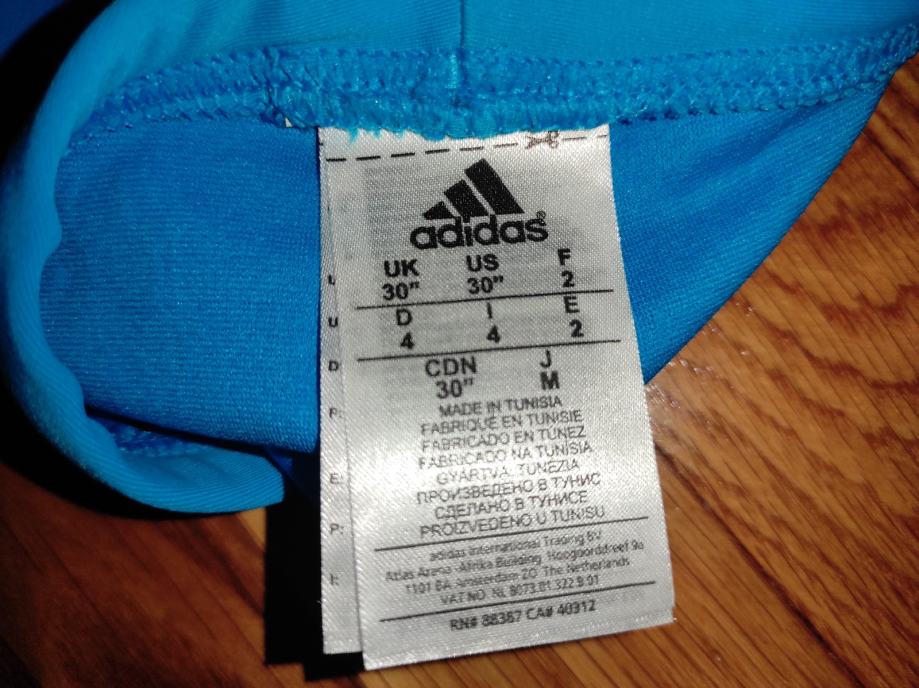 adidas®
UK US F
30" 30" 2
D I E
4 4 2
CDN J
30" M
MADE IN TUNISIA
FABRIQUÉ EN TUNISIE
FABRICADO EN TÚNEZ
FABRICADO NA TUNÍSIA
GYÁRTVA: TUNÉZIA
ПРОИЗВЕДЕНО В ТУНИС
СДЕЛАНО В ТУНИСЕ
PROIZVEDENO U TUNISU
adidas International Trading BV
Atlas Arena -Afrika Building Hoogoorddreef 9a
1101 BA Amsterdam ZO The Netherlands
VAT NO. NL 8073.81.322 B 01
RN# 88387 CA# 40312
U
D
F:
E:
P:
I: